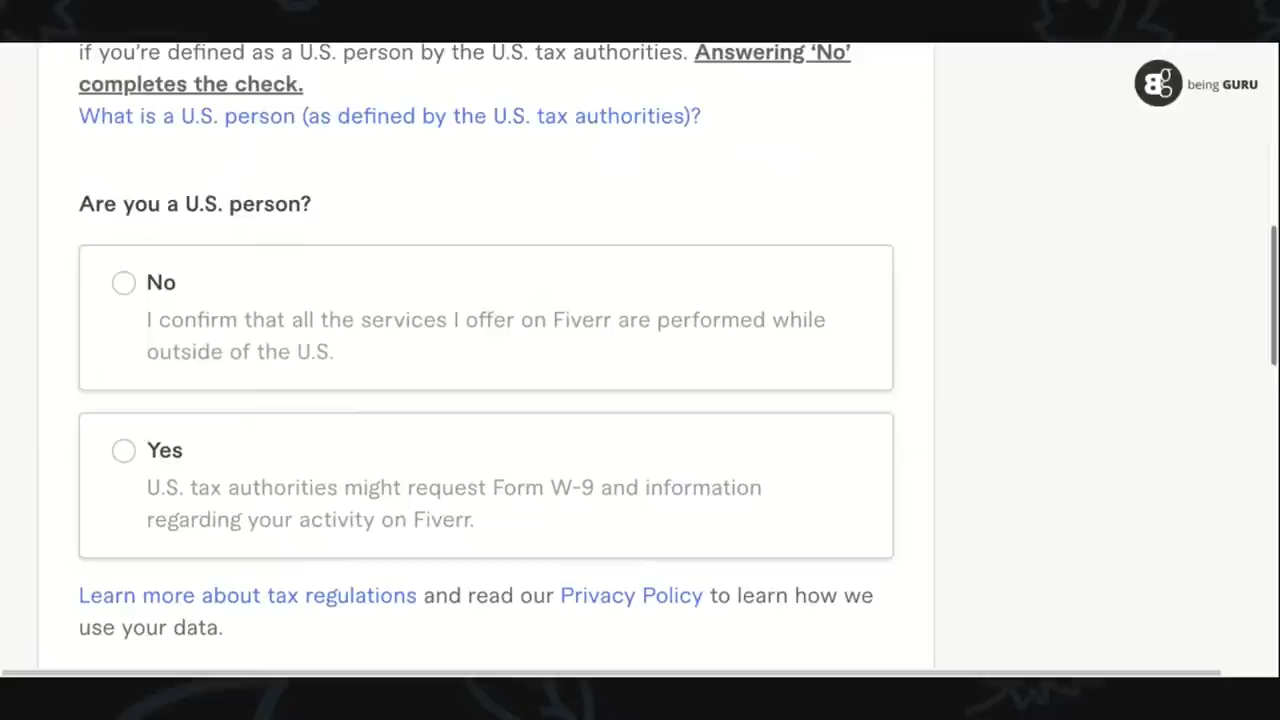 if you're defined as a U.S. person by the U.S. tax authorities. Answering ‘No’
completes the check.
What is a U.S. person (as defined by the U.S. tax authorities)?
being GURU
Are you a U.S. person?
No
I confirm that all the services I offer on Fiverr are performed while
outside of the U.S.
Yes
U.S. tax authorities might request Form W-9 and information
regarding your activity on Fiverr.
Learn more about tax regulations and read our Privacy Policy to learn how we
use your data.